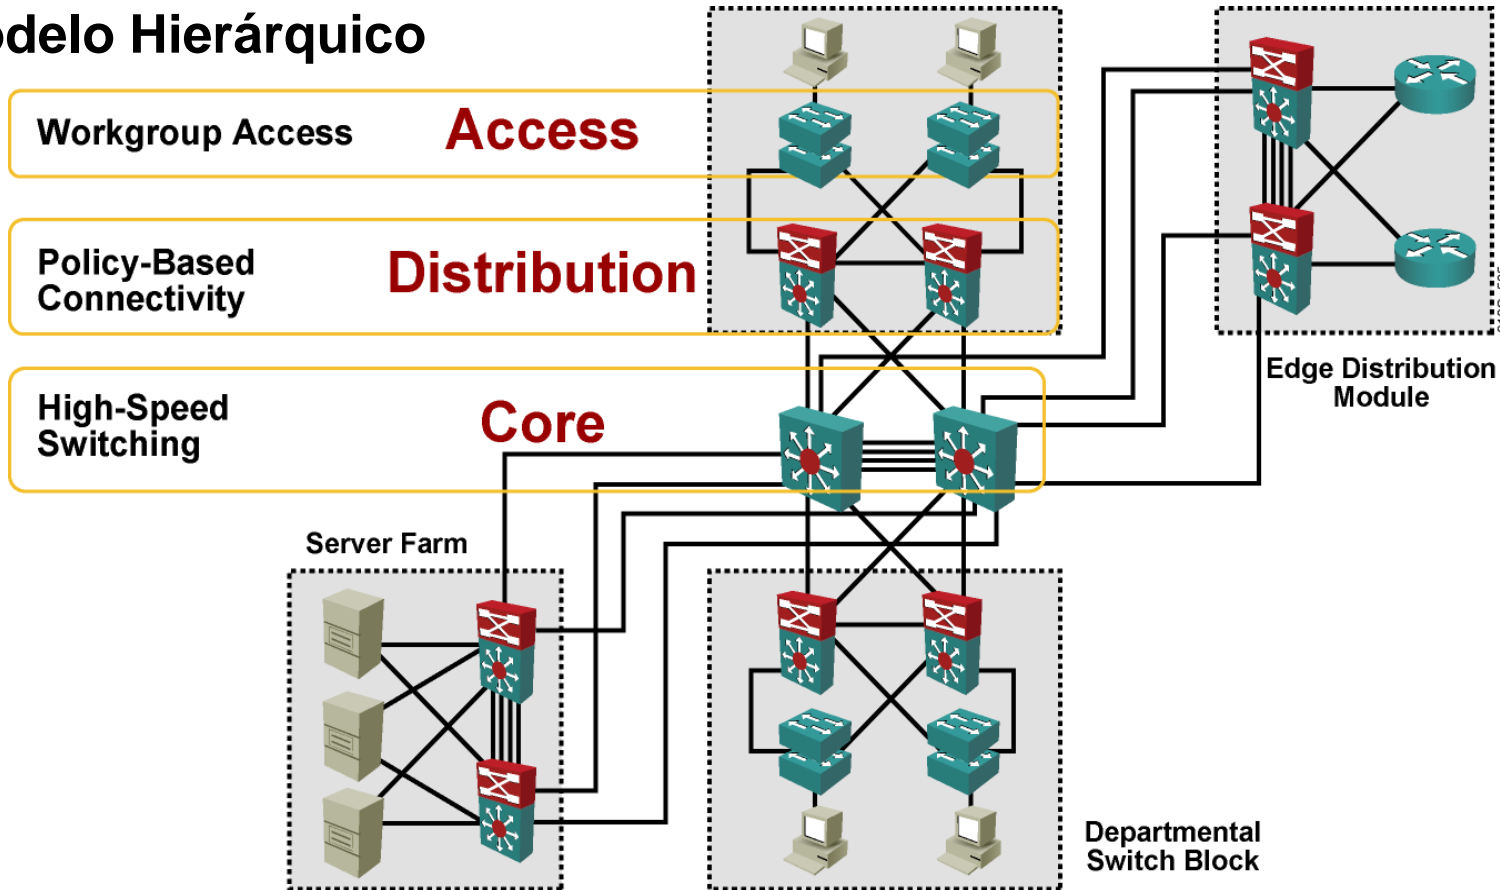 odelo Hierárquico
Workgroup Access
Access
Policy-Based
Connectivity
Distribution
High-Speed
Switching
Core
Edge Distribution
Module
Server Farm
Departmental
Switch Block